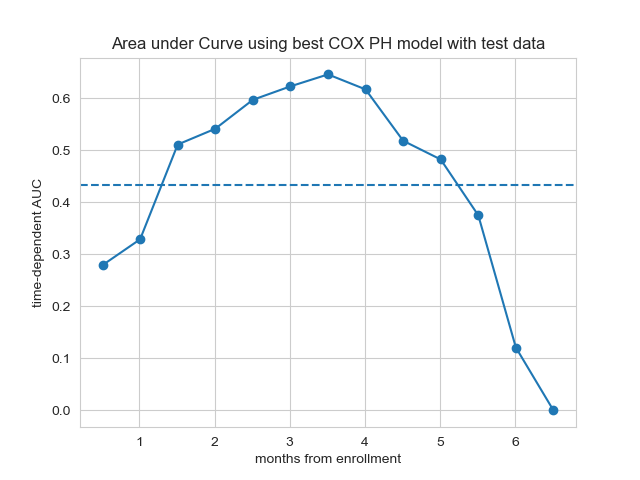 Area under Curve using best COX PH model with test data
time-dependent AUC
0.6
0.5
0.4
0.3
0.2
0.1
0.0
1 2 3 4 5 6
months from enrollment